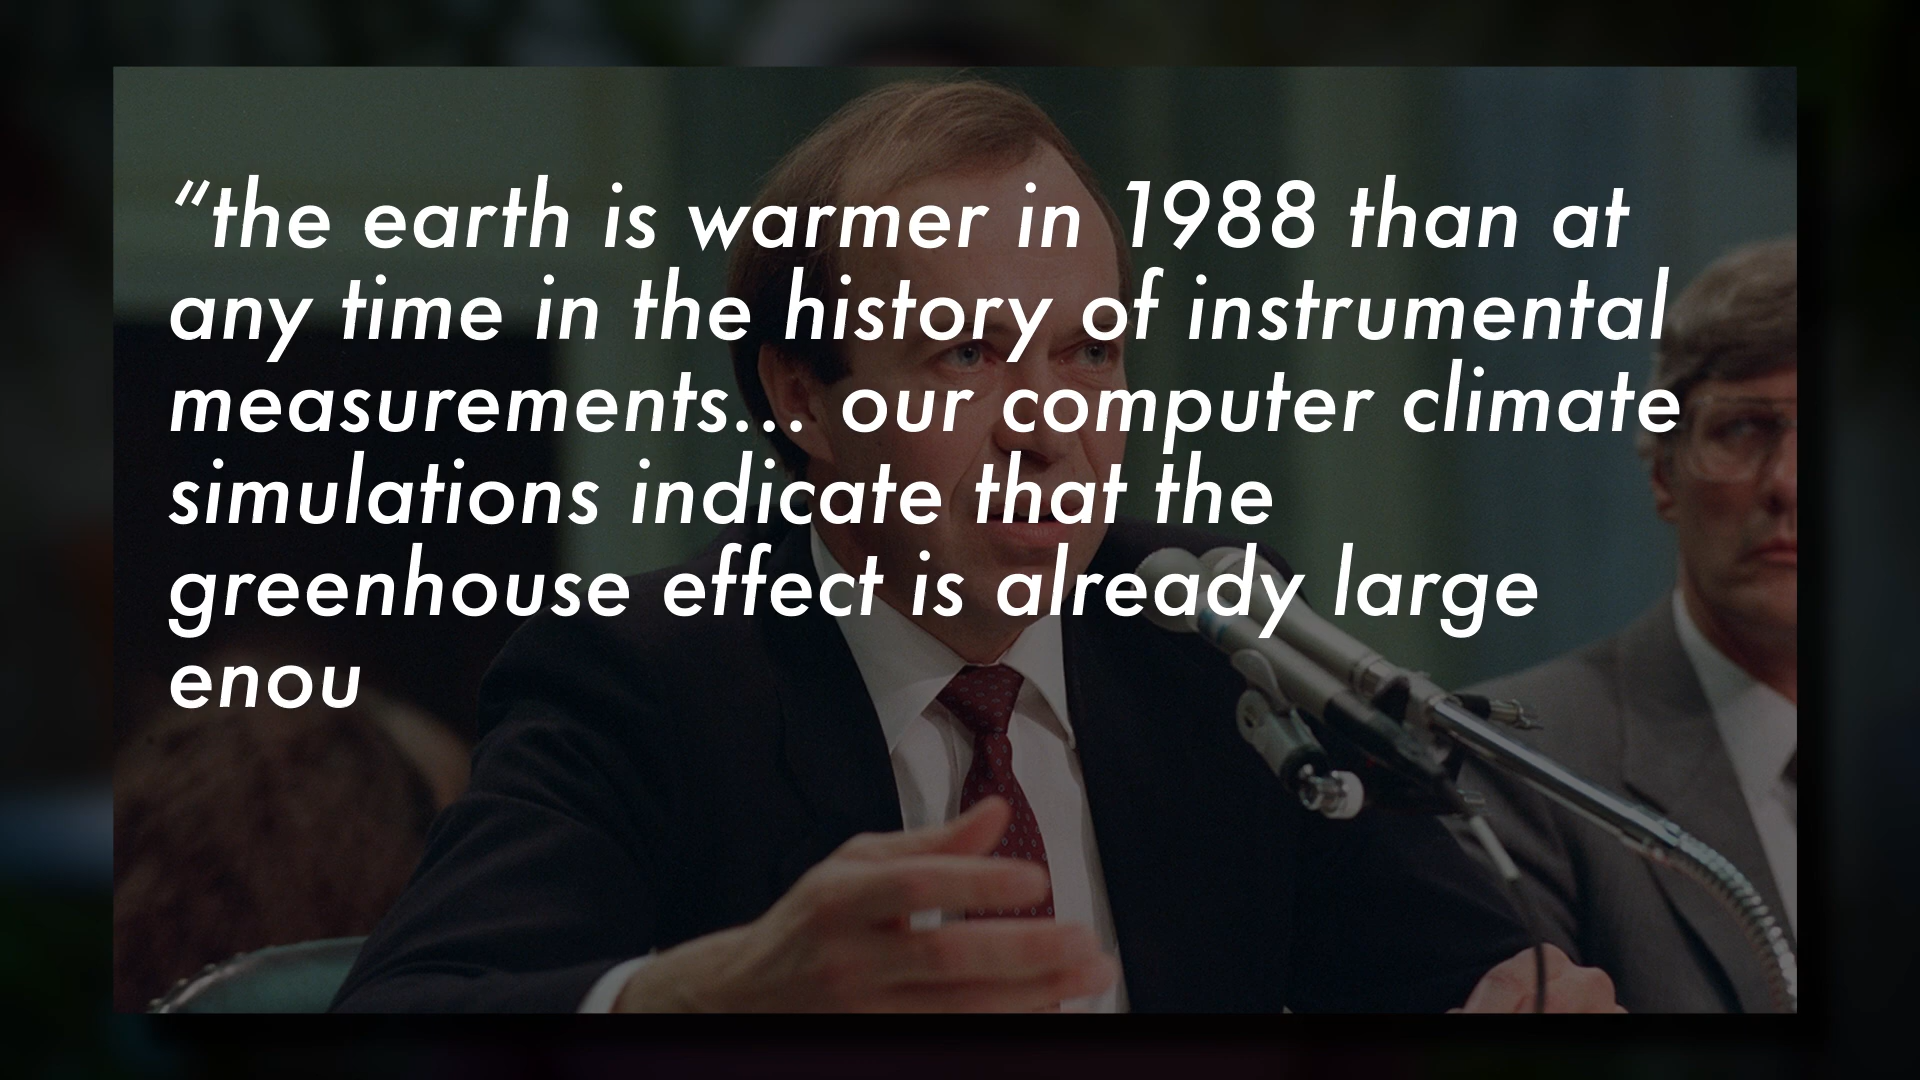 “the earth is warmer in 1988 than at
any time in the history of instrumental
measurements... our computer climate
simulations indicate that the
greenhouse effect is already large
enou